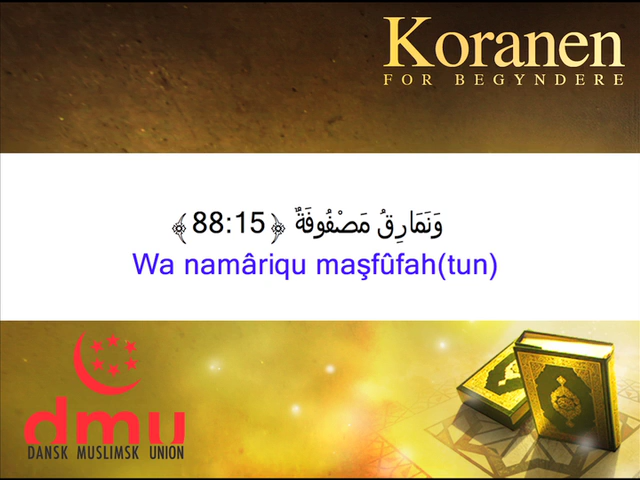 Koranen
FOR BEGYNDERE
وَنَمَارِقُ مَصْفُوفَةٌ ﴿88:15﴾
Wa namâriqu maşfûfah(tun)
dmu
DANSK MUSLIMSK UNION